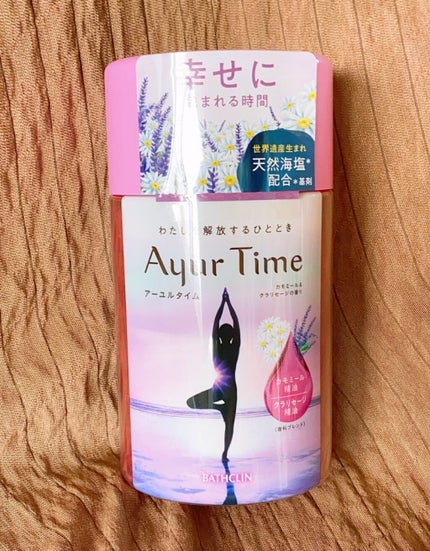 幸せに
まれる時間
世界遺産生まれ
天然海塩*
配合*基剤
わたし 解放するひととき
Ayur Time
アーユルタイム
カモミール&
クラリセージの香り
カモミール
精油
クラリセージ
精油
(香料ブレンド)
BATHCLIN